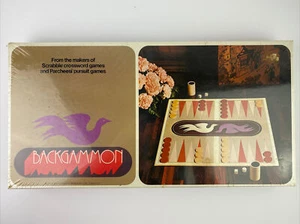 From the makers of
Scrabble crossword games
and Parcheesi pursuit games
BACKGAMMON